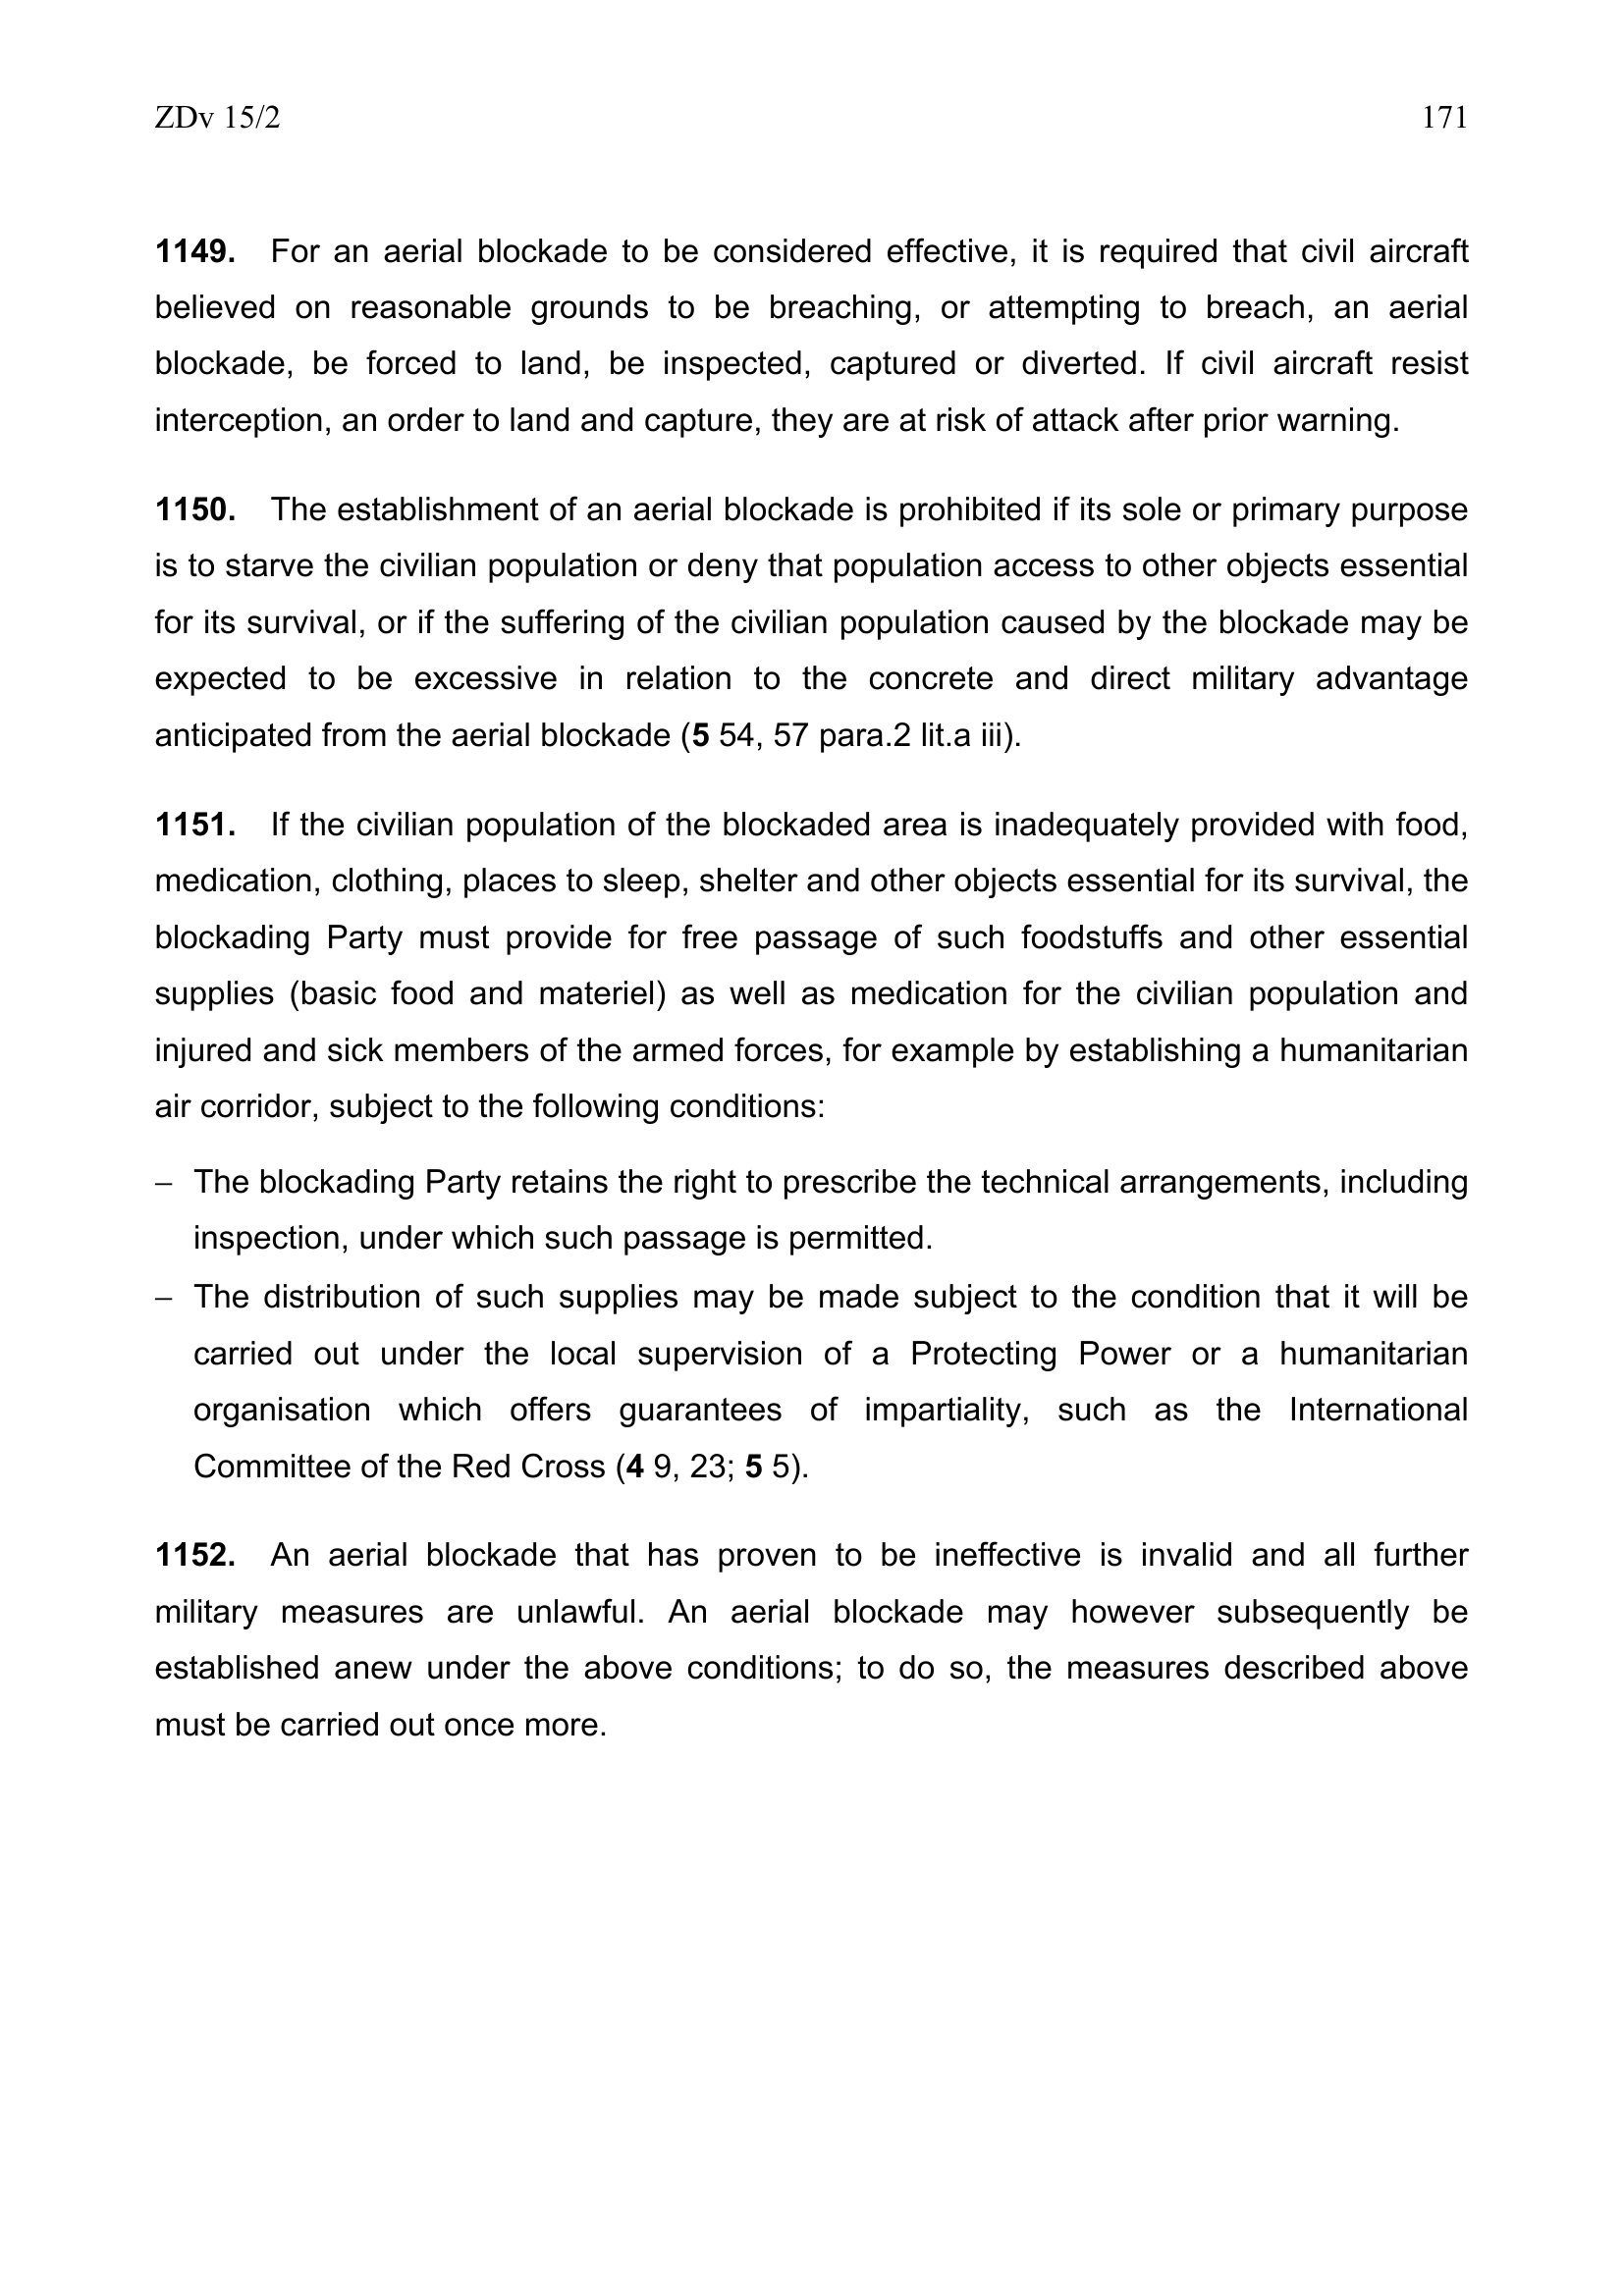 ZDv 15/2 171
1149. For an aerial blockade to be considered effective, it is required that civil aircraft
believed on reasonable grounds to be breaching, or attempting to breach, an aerial
blockade, be forced to land, be inspected, captured or diverted. If civil aircraft resist
interception, an order to land and capture, they are at risk of attack after prior warning.
1150. The establishment of an aerial blockade is prohibited if its sole or primary purpose
is to starve the civilian population or deny that population access to other objects essential
for its survival, or if the suffering of the civilian population caused by the blockade may be
expected to be excessive in relation to the concrete and direct military advantage
anticipated from the aerial blockade (5 54, 57 para.2 lit.a iii).
1151. If the civilian population of the blockaded area is inadequately provided with food,
medication, clothing, places to sleep, shelter and other objects essential for its survival, the
blockading Party must provide for free passage of such foodstuffs and other essential
supplies (basic food and materiel) as well as medication for the civilian population and
injured and sick members of the armed forces, for example by establishing a humanitarian
air corridor, subject to the following conditions:
– The blockading Party retains the right to prescribe the technical arrangements, including
inspection, under which such passage is permitted.
– The distribution of such supplies may be made subject to the condition that it will be
carried out under the local supervision of a Protecting Power or a humanitarian
organisation which offers guarantees of impartiality, such as the International
Committee of the Red Cross (4 9, 23; 5 5).
1152. An aerial blockade that has proven to be ineffective is invalid and all further
military measures are unlawful. An aerial blockade may however subsequently be
established anew under the above conditions; to do so, the measures described above
must be carried out once more.